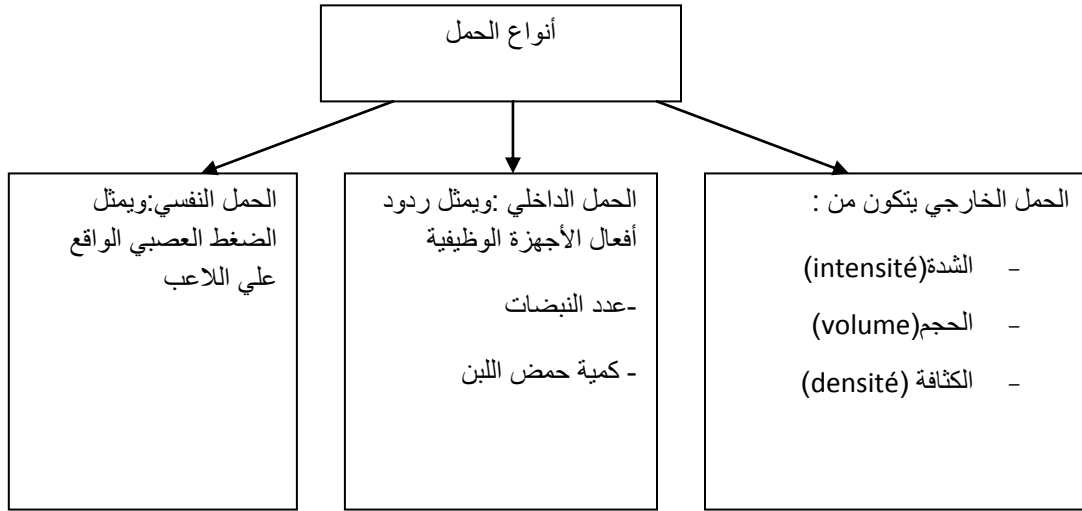 أنواع الحمل
الحمل الخارجي يتكون من :
- الشدة(intensité)
- الحجم(volume)
- الكثافة (densité)
الحمل الداخلي :ويمثل ردود
أفعال الأجهزة الوظيفية
-عدد النبضات
- كمية حمض اللبن
الحمل النفسي:ويمثل
الضغط العصبي الواقع
علي اللاعب